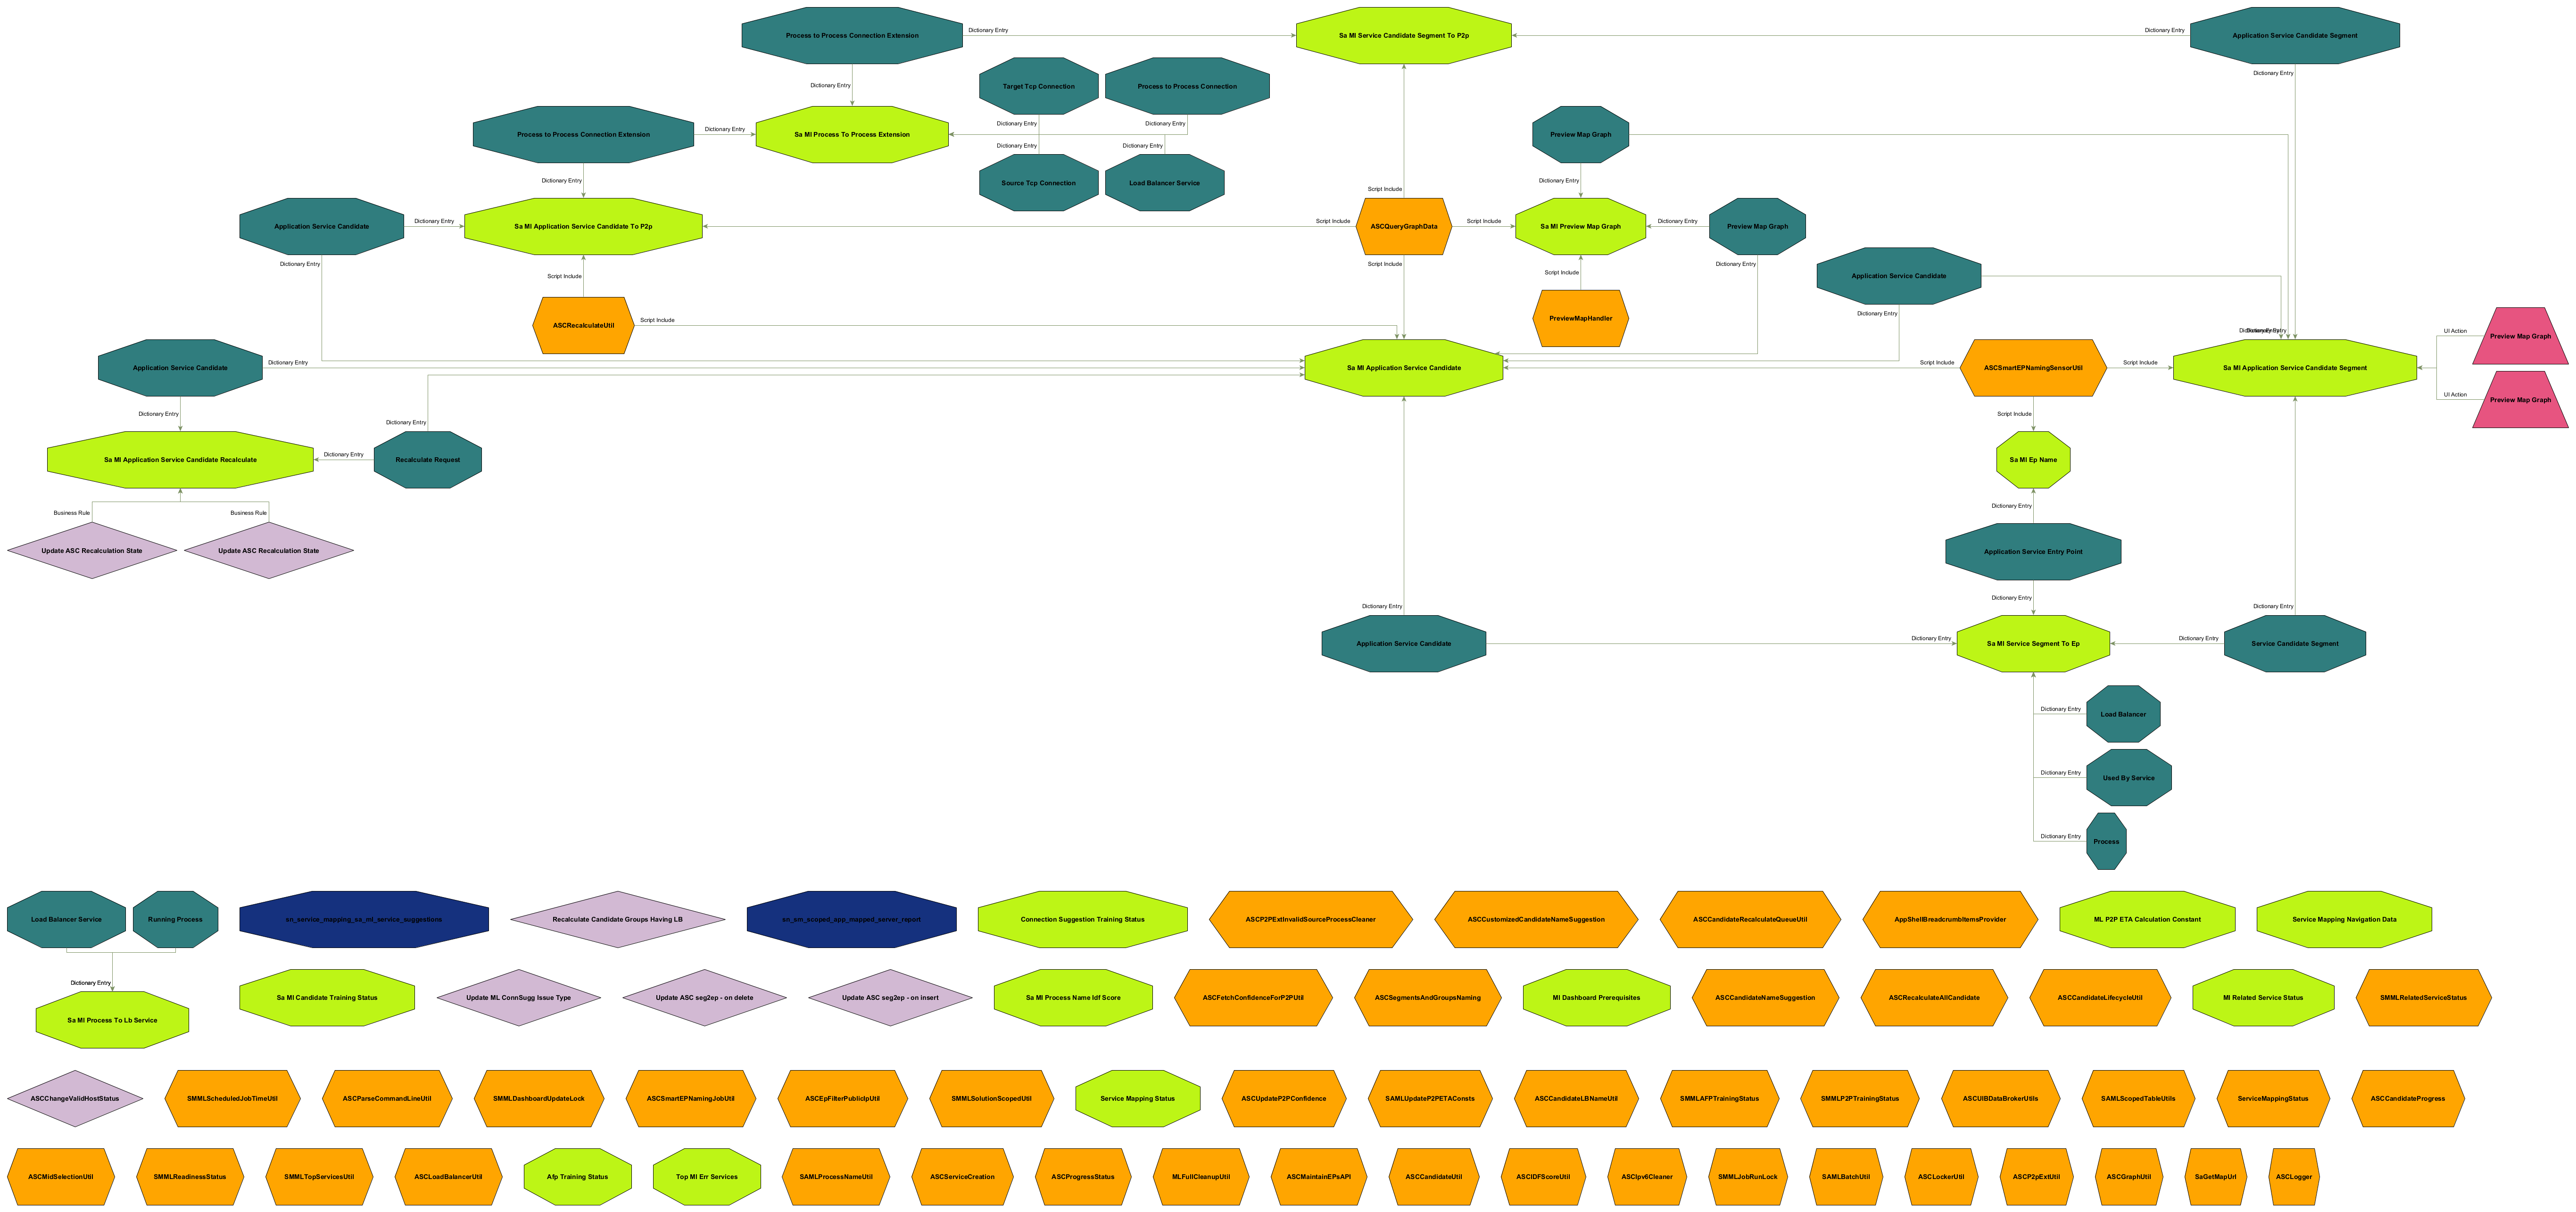 Process to Process Connection Extension
Dictionary Entry
Sa Ml Service Candidate Segment To P2p
Dictionary Entry
Application Service Candidate Segment
Dictionary Entry
Dictionary Entry
Target Tcp Connection
Process to Process Connection
Process to Process Connection Extension
Dictionary Entry
Sa Ml Process To Process Extension
Dictionary Entry
Dictionary Entry
Preview Map Graph
Dictionary Entry
Dictionary Entry
Dictionary Entry
Source Tcp Connection
Load Balancer Service
Dictionary Entry
Script Include
Application Service Candidate
Dictionary Entry
Sa Ml Application Service Candidate To P2p
Script Include
ASCQueryGraphData
Script Include
Sa Ml Preview Map Graph
Dictionary Entry
Preview Map Graph
Dictionary Entry
Script Include
Dictionary Entry
Script Include
Script Include
Application Service Candidate
ASCRecalculateUtil
Script Include
PreviewMapHandler
Dictionary Entry
Dictionary Entry
UI Action
Preview Map Graph
Application Service Candidate
Dictionary Entry
Sa Ml Application Service Candidate
Script Include
ASCSmartEPNamingSensorUtil
Script Include
Sa Ml Application Service Candidate Segment
UI Action
Preview Map Graph
Dictionary Entry
Dictionary Entry
Script Include
Sa Ml Application Service Candidate Recalculate
Dictionary Entry
Recalculate Request
Sa Ml Ep Name
Business Rule
Business Rule
Dictionary Entry
Update ASC Recalculation State
Update ASC Recalculation State
Application Service Entry Point
Dictionary Entry
Dictionary Entry
Dictionary Entry
Application Service Candidate
Dictionary Entry
Sa Ml Service Segment To Ep
Dictionary Entry
Service Candidate Segment
Dictionary Entry
Load Balancer
Dictionary Entry
Used By Service
Dictionary Entry
Process
Load Balancer Service
Running Process
sn_service_mapping_sa_ml_service_suggestions
Recalculate Candidate Groups Having LB
sn_sm_scoped_app_mapped_server_report
Connection Suggestion Training Status
ASCP2PExtInvalidSourceProcessCleaner
ASCCustomizedCandidateNameSuggestion
ASCCandidateRecalculateQueueUtil
AppShellBreadcrumbItemsProvider
ML P2P ETA Calculation Constant
Service Mapping Navigation Data
Dictionary Entry
Sa Ml Process To Lb Service
Sa Ml Candidate Training Status
Update ML ConnSugg Issue Type
Update ASC seg2ep - on delete
Update ASC seg2ep - on insert
Sa Ml Process Name Idf Score
ASCFetchConfidenceForP2PUtil
ASCSegmentsAndGroupsNaming
Ml Dashboard Prerequisites
ASCCandidateNameSuggestion
ASCRecalculateAllCandidate
ASCCandidateLifecycleUtil
Ml Related Service Status
SMMLRelatedServiceStatus
ASCChangeValidHostStatus
SMMLScheduledJobTimeUtil
ASCParseCommandLineUtil
SMMLDashboardUpdateLock
ASCSmartEPNamingJobUtil
ASCEpFilterPublicIpUtil
SMMLSolutionScopedUtil
Service Mapping Status
ASCUpdateP2PConfidence
SAMLUpdateP2PETAConsts
ASCCandidateLBNameUtil
SMMLAFPTrainingStatus
SMMLP2PTrainingStatus
ASCUIBDataBrokerUtils
SAMLScopedTableUtils
ServiceMappingStatus
ASCCandidateProgress
ASCMidSelectionUtil
SMMLReadinessStatus
SMMLTopServicesUtil
ASCLoadBalancerUtil
Afp Training Status
Top Ml Err Services
SAMLProcessNameUtil
ASCServiceCreation
ASCProgressStatus
MLFullCleanupUtil
ASCMaintainEPsAPI
ASCCandidateUtil
ASCIDFScoreUtil
ASCIpv6Cleaner
SMMLJobRunLock
SAMLBatchUtil
ASCLockerUtil
ASCP2pExtUtil
ASCGraphUtil
SaGetMapUrl
ASCLogger